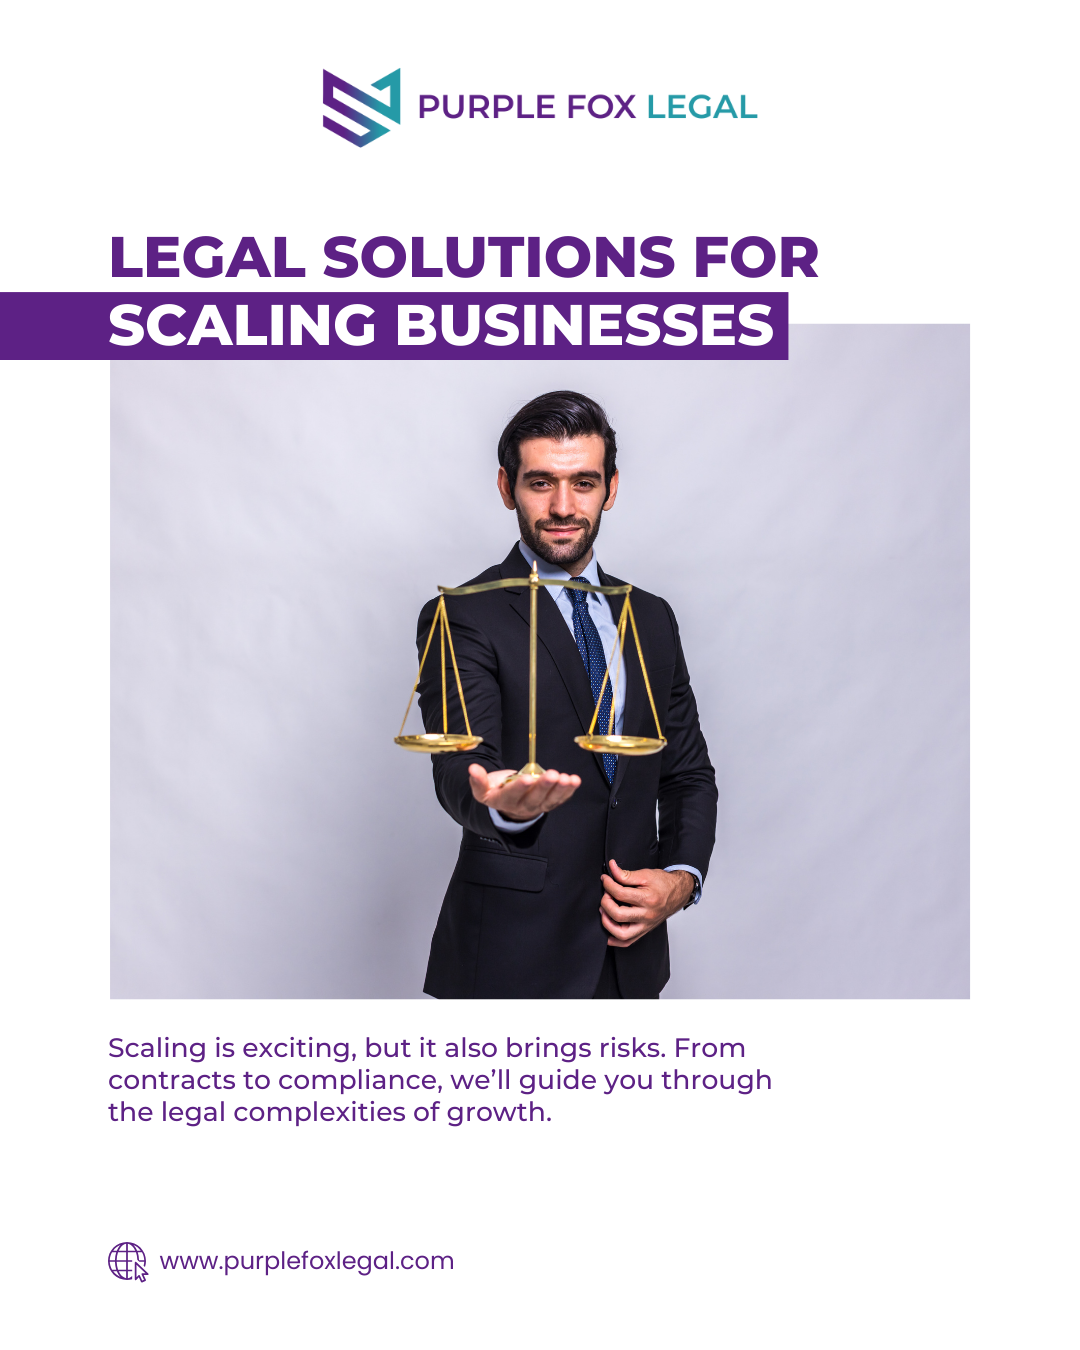 PURPLE FOX LEGAL
LEGAL SOLUTIONS FOR
SCALING BUSINESSES
Scaling is exciting, but it also brings risks. From
contracts to compliance, we’ll guide you through
the legal complexities of growth.
www.purplefoxlegal.com